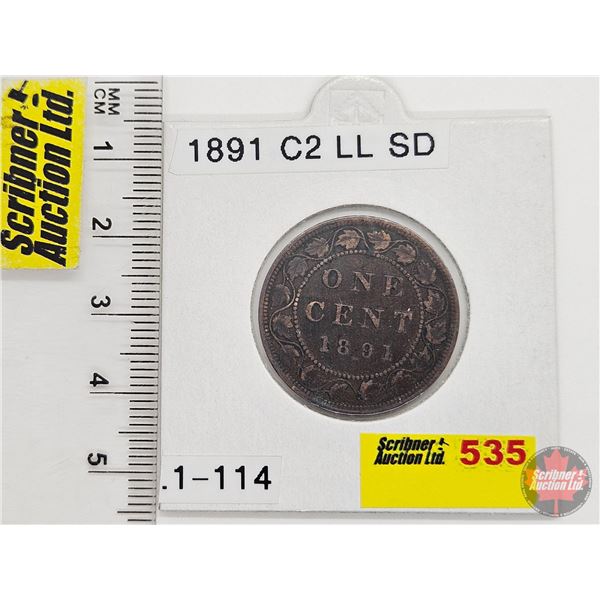 Scribner
Auction Ltd.
MM
CM
1
2
3
4
5
1891 C2 LL SD
ONE
CENT
1891
.1-114
Scribner
Auction Ltd.
535
Scribner
Auction Ltd.